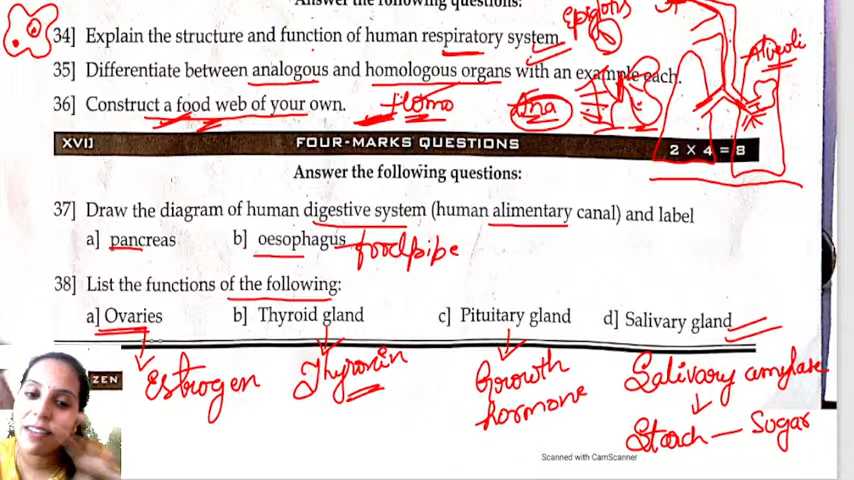 Answer the following questions:
34] Explain the structure and function of human respiratory system
Epiglottis
35] Differentiate between analogous and homologous organs with an example each.
Alveoli
36] Construct a food web of your own.
Homo
Ana
XVI]
FOUR-MARKS QUESTIONS
2 X 4 = 8
Answer the following questions:
37] Draw the diagram of human digestive system (human alimentary canal) and label
a] pancreas b] oesophagus
foodpipe
38] List the functions of the following:
a] Ovaries b] Thyroid gland c] Pituitary gland d] Salivary gland
ZEN
Estrogen
Thyroxin
Growth
hormone
Salivary amylase
Starch — Sugar
Scanned with CamScanner